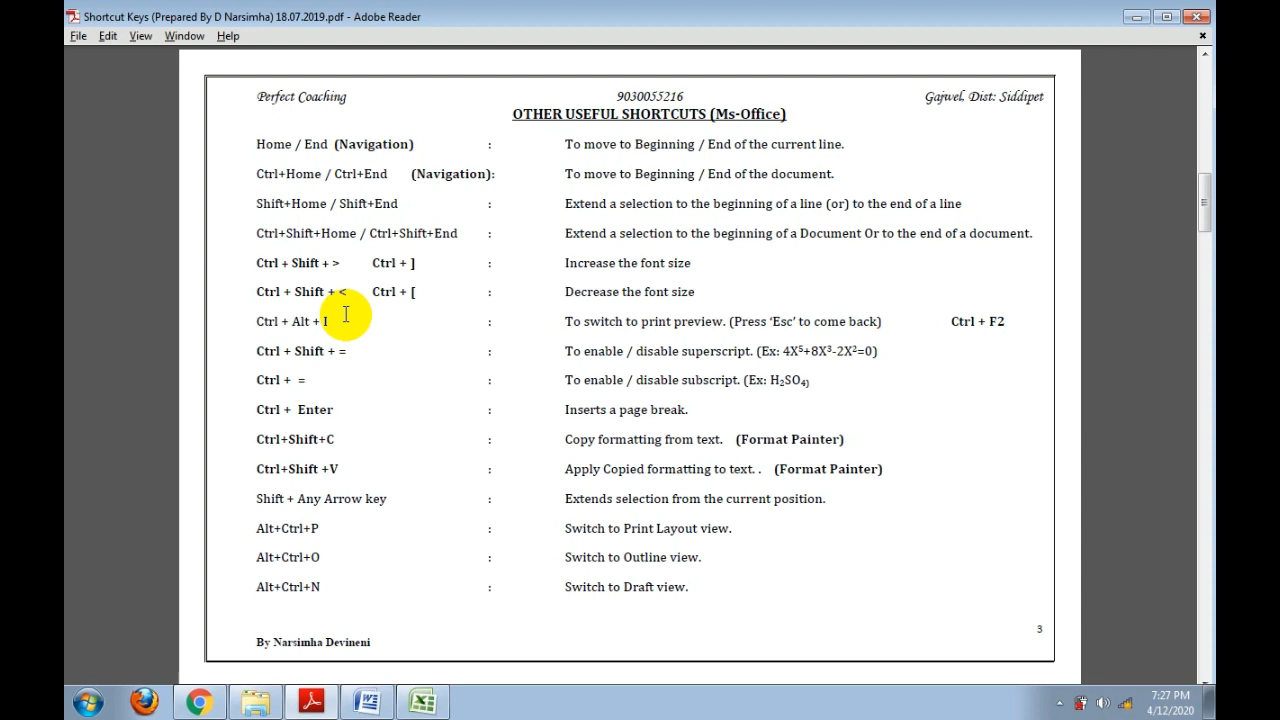 Shortcut Keys (Prepared By D Narsimha) 18.07.2019.pdf - Adobe Reader
File Edit View Window Help
Perfect Coaching 9030055216 Gajwel, Dist: Siddipet
OTHER USEFUL SHORTCUTS (Ms-Office)
Home / End (Navigation) : To move to Beginning / End of the current line.
Ctrl+Home / Ctrl+End (Navigation): To move to Beginning / End of the document.
Shift+Home / Shift+End : Extend a selection to the beginning of a line (or) to the end of a line
Ctrl+Shift+Home / Ctrl+Shift+End : Extend a selection to the beginning of a Document Or to the end of a document.
Ctrl + Shift + > Ctrl + ] : Increase the font size
Ctrl + Shift + < Ctrl + [ : Decrease the font size
Ctrl + Alt + I : To switch to print preview. (Press ‘Esc’ to come back) Ctrl + F2
Ctrl + Shift + = : To enable / disable superscript. (Ex: 4X⁵+8X³-2X²=0)
Ctrl + = : To enable / disable subscript. (Ex: H₂SO₄₎
Ctrl + Enter : Inserts a page break.
Ctrl+Shift+C : Copy formatting from text. (Format Painter)
Ctrl+Shift +V : Apply Copied formatting to text. . (Format Painter)
Shift + Any Arrow key : Extends selection from the current position.
Alt+Ctrl+P : Switch to Print Layout view.
Alt+Ctrl+O : Switch to Outline view.
Alt+Ctrl+N : Switch to Draft view.
3
By Narsimha Devineni
7:27 PM
4/12/2020